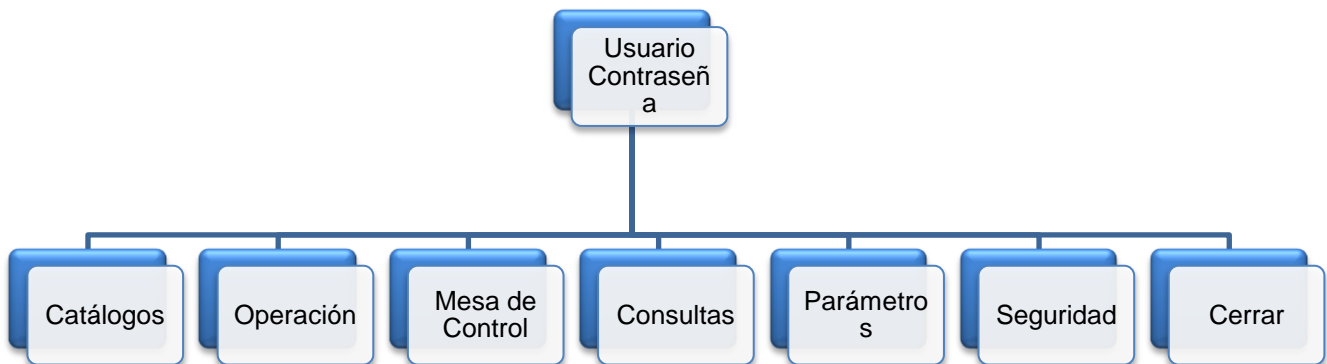 Usuario
Contraseñ
a
Catálogos
Operación
Mesa de
Control
Consultas
Parámetro
s
Seguridad
Cerrar